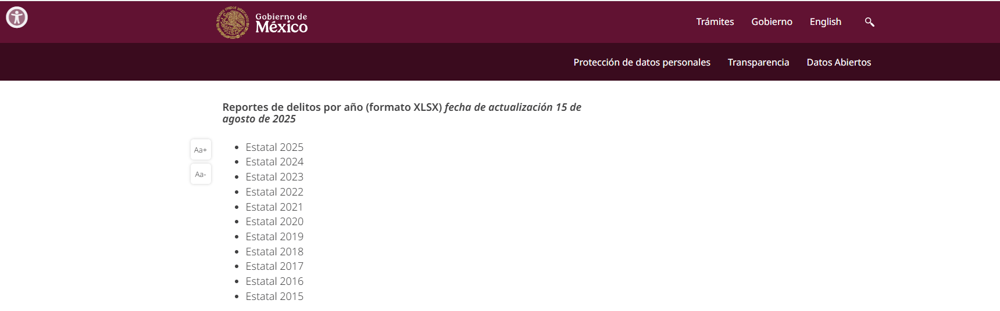 Gobierno de
México
Trámites Gobierno English
Protección de datos personales Transparencia Datos Abiertos
Reportes de delitos por año (formato XLSX) fecha de actualización 15 de
agosto de 2025
Aa+
Aa-
Estatal 2025
Estatal 2024
Estatal 2023
Estatal 2022
Estatal 2021
Estatal 2020
Estatal 2019
Estatal 2018
Estatal 2017
Estatal 2016
Estatal 2015